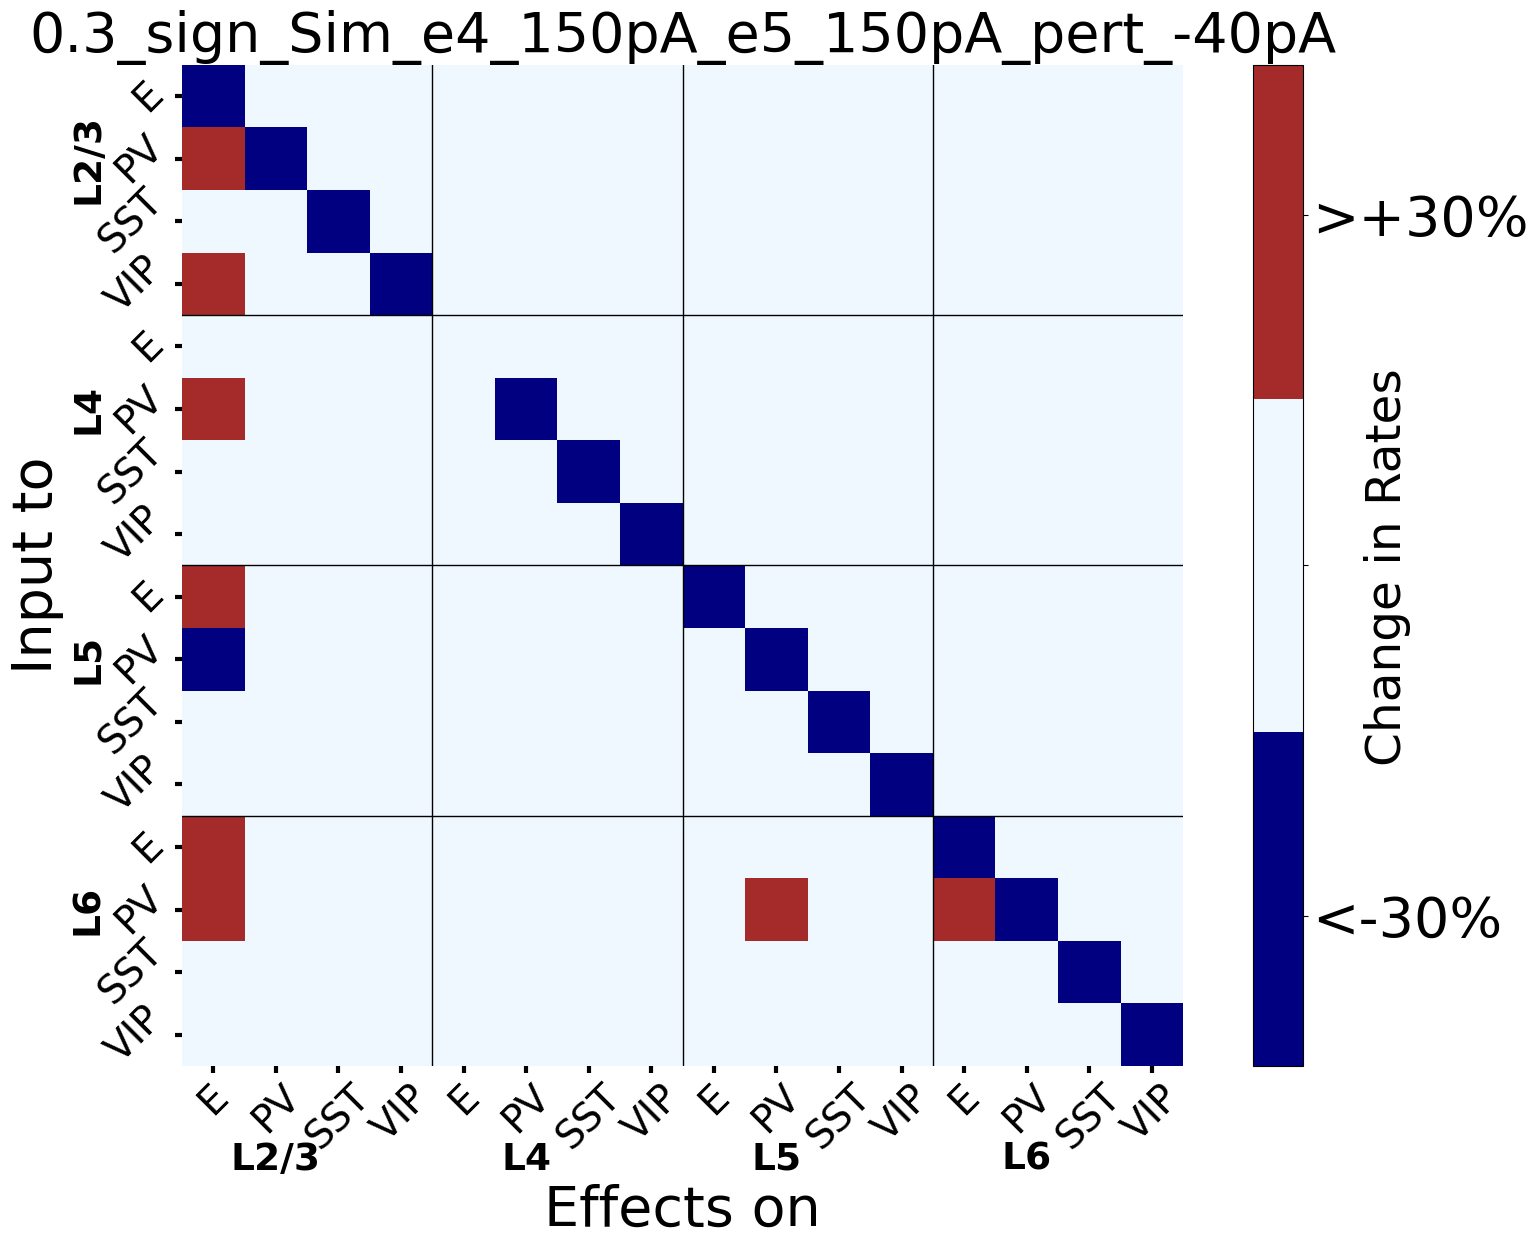 0.3_sign_Sim_e4_150pA_e5_150pA_pert_-40pA
Input to
L2/3
E
PV
SST
VIP
L4
E
PV
SST
VIP
L5
E
PV
SST
VIP
L6
E
PV
SST
VIP
E PV SST VIP E PV SST VIP E PV SST VIP E PV SST VIP
L2/3 L4 L5 L6
Effects on
>+30%
<-30%
Change in Rates